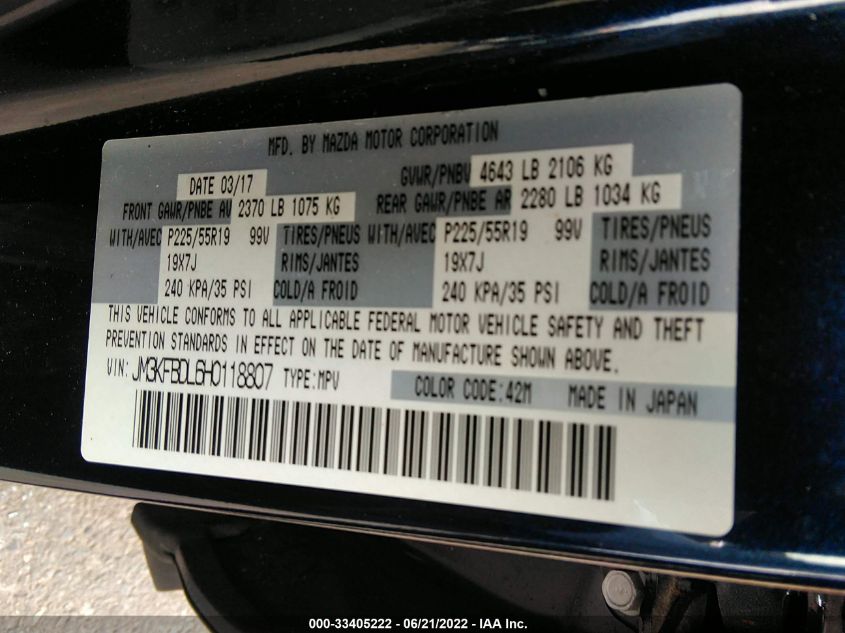 MFD. BY MAZDA MOTOR CORPORATION
DATE 03/17 GVWR/PNBV 4643 LB 2106 KG
FRONT GAWR/PNBE AV 2370 LB 1075 KG REAR GAWR/PNBE AR 2280 LB 1034 KG
WITH/AVEC P225/55R19 99V TIRES/PNEUS WITH/AVEC P225/55R19 99V TIRES/PNEUS
19X7J RIMS/JANTES 19X7J RIMS/JANTES
240 KPA/35 PSI COLD/A FROID 240 KPA/35 PSI COLD/A FROID
THIS VEHICLE CONFORMS TO ALL APPLICABLE FEDERAL MOTOR VEHICLE SAFETY AND THEFT
PREVENTION STANDARDS IN EFFECT ON THE DATE OF MANUFACTURE SHOWN ABOVE.
VIN: JM3KFBDL6H0118807 TYPE:MPV COLOR CODE:42M MADE IN JAPAN
000-33405222 - 06/21/2022 - IAA Inc.